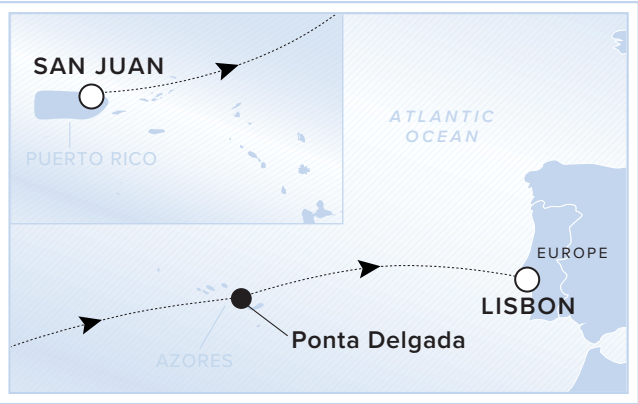 SAN JUAN
PUERTO RICO
ATLANTIC
OCEAN
EUROPE
LISBON
Ponta Delgada
AZORES